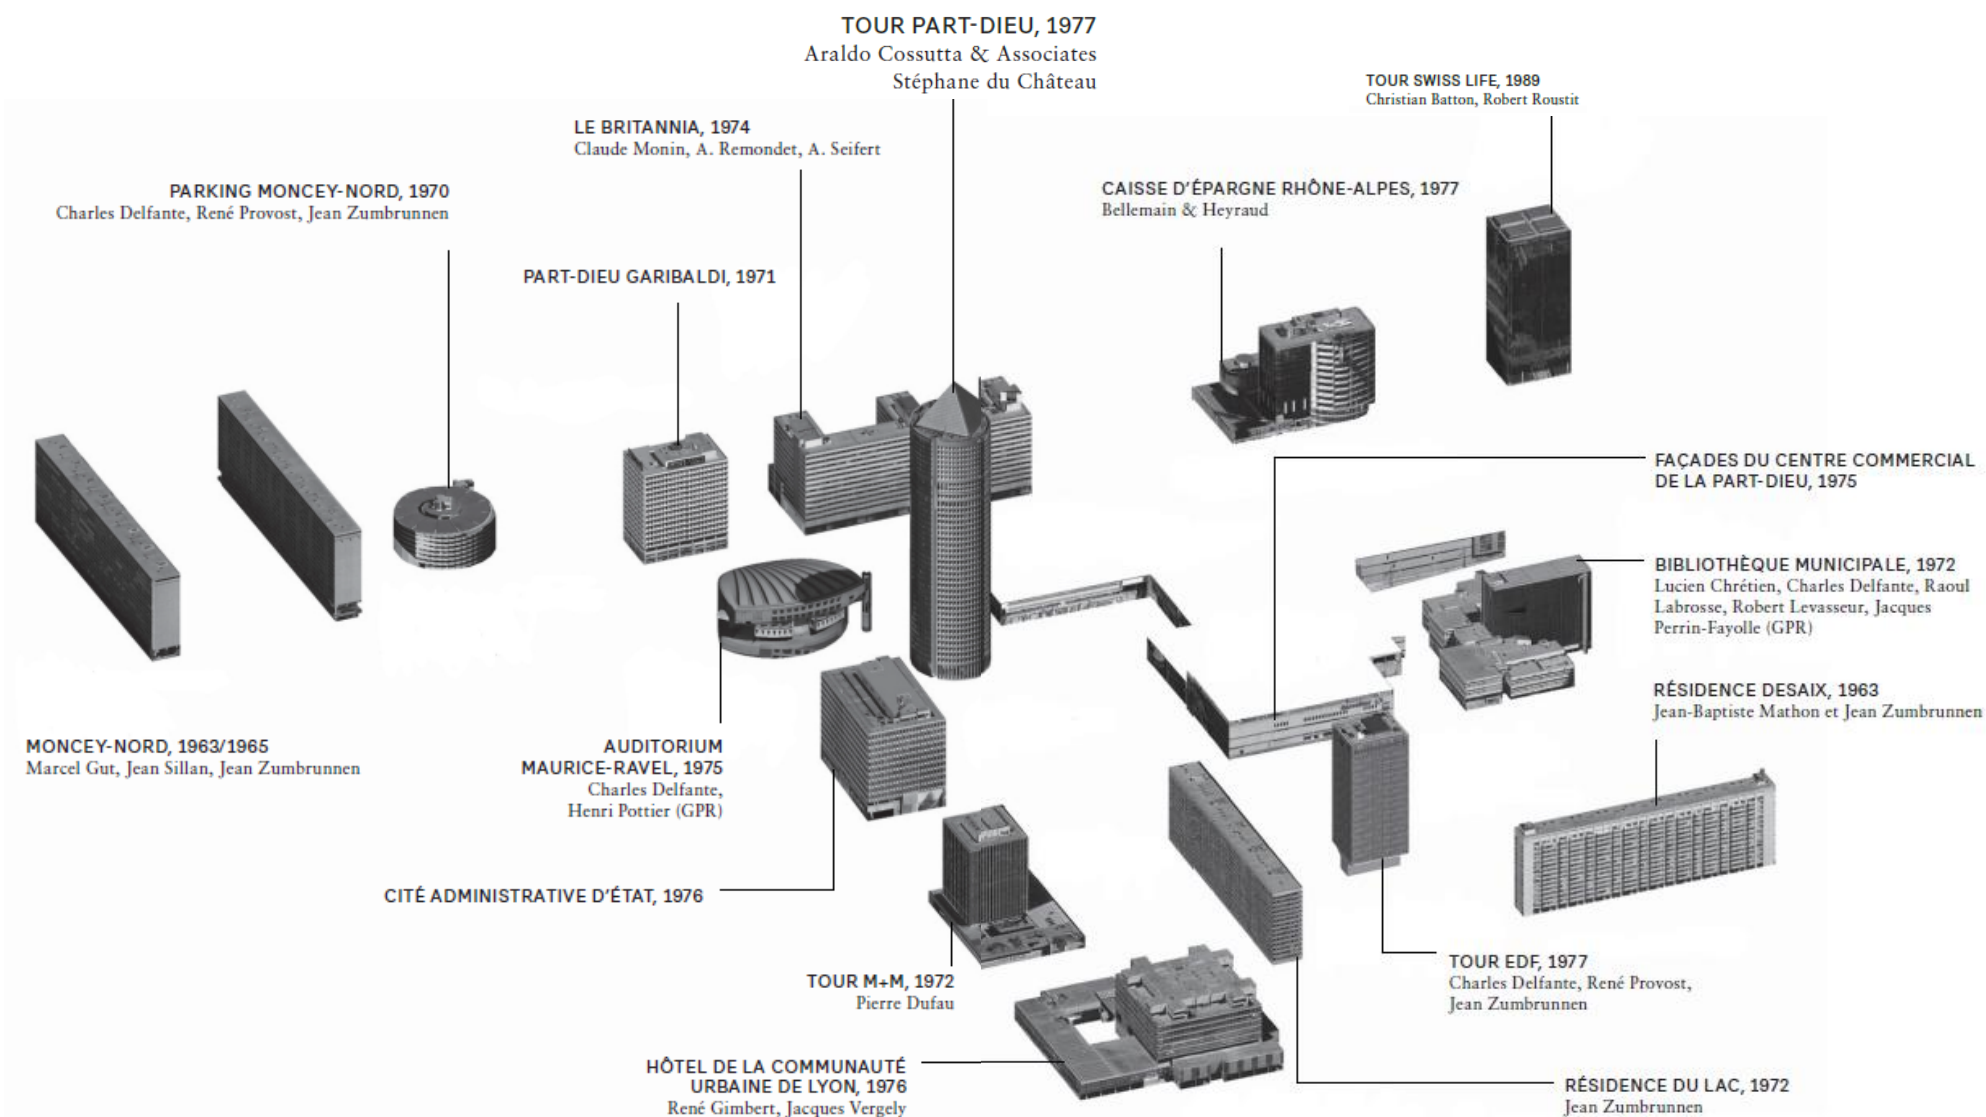 TOUR PART-DIEU, 1977
Araldo Cossutta & Associates
Stéphane du Château
TOUR SWISS LIFE, 1989
Christian Batton, Robert Roustit
LE BRITANNIA, 1974
Claude Monin, A. Remondet, A. Seifert
PARKING MONCEY-NORD, 1970
Charles Delfante, René Provost, Jean Zumbrunnen
CAISSE D'ÉPARGNE RHÔNE-ALPES, 1977
Bellemain & Heyraud
PART-DIEU GARIBALDI, 1971
FAÇADES DU CENTRE COMMERCIAL
DE LA PART-DIEU, 1975
BIBLIOTHÈQUE MUNICIPALE, 1972
Lucien Chrétien, Charles Delfante, Raoul
Labrosse, Robert Levasseur, Jacques
Perrin-Fayolle (GPR)
RÉSIDENCE DESAIX, 1963
Jean-Baptiste Mathon et Jean Zumbrunnen
MONCEY-NORD, 1963/1965
Marcel Gut, Jean Sillan, Jean Zumbrunnen
AUDITORIUM
MAURICE-RAVEL, 1975
Charles Delfante,
Henri Pottier (GPR)
CITÉ ADMINISTRATIVE D'ÉTAT, 1976
TOUR M+M, 1972
Pierre Dufau
TOUR EDF, 1977
Charles Delfante, René Provost,
Jean Zumbrunnen
HÔTEL DE LA COMMUNAUTÉ
URBAINE DE LYON, 1976
René Gimbert, Jacques Vergely
RÉSIDENCE DU LAC, 1972
Jean Zumbrunnen